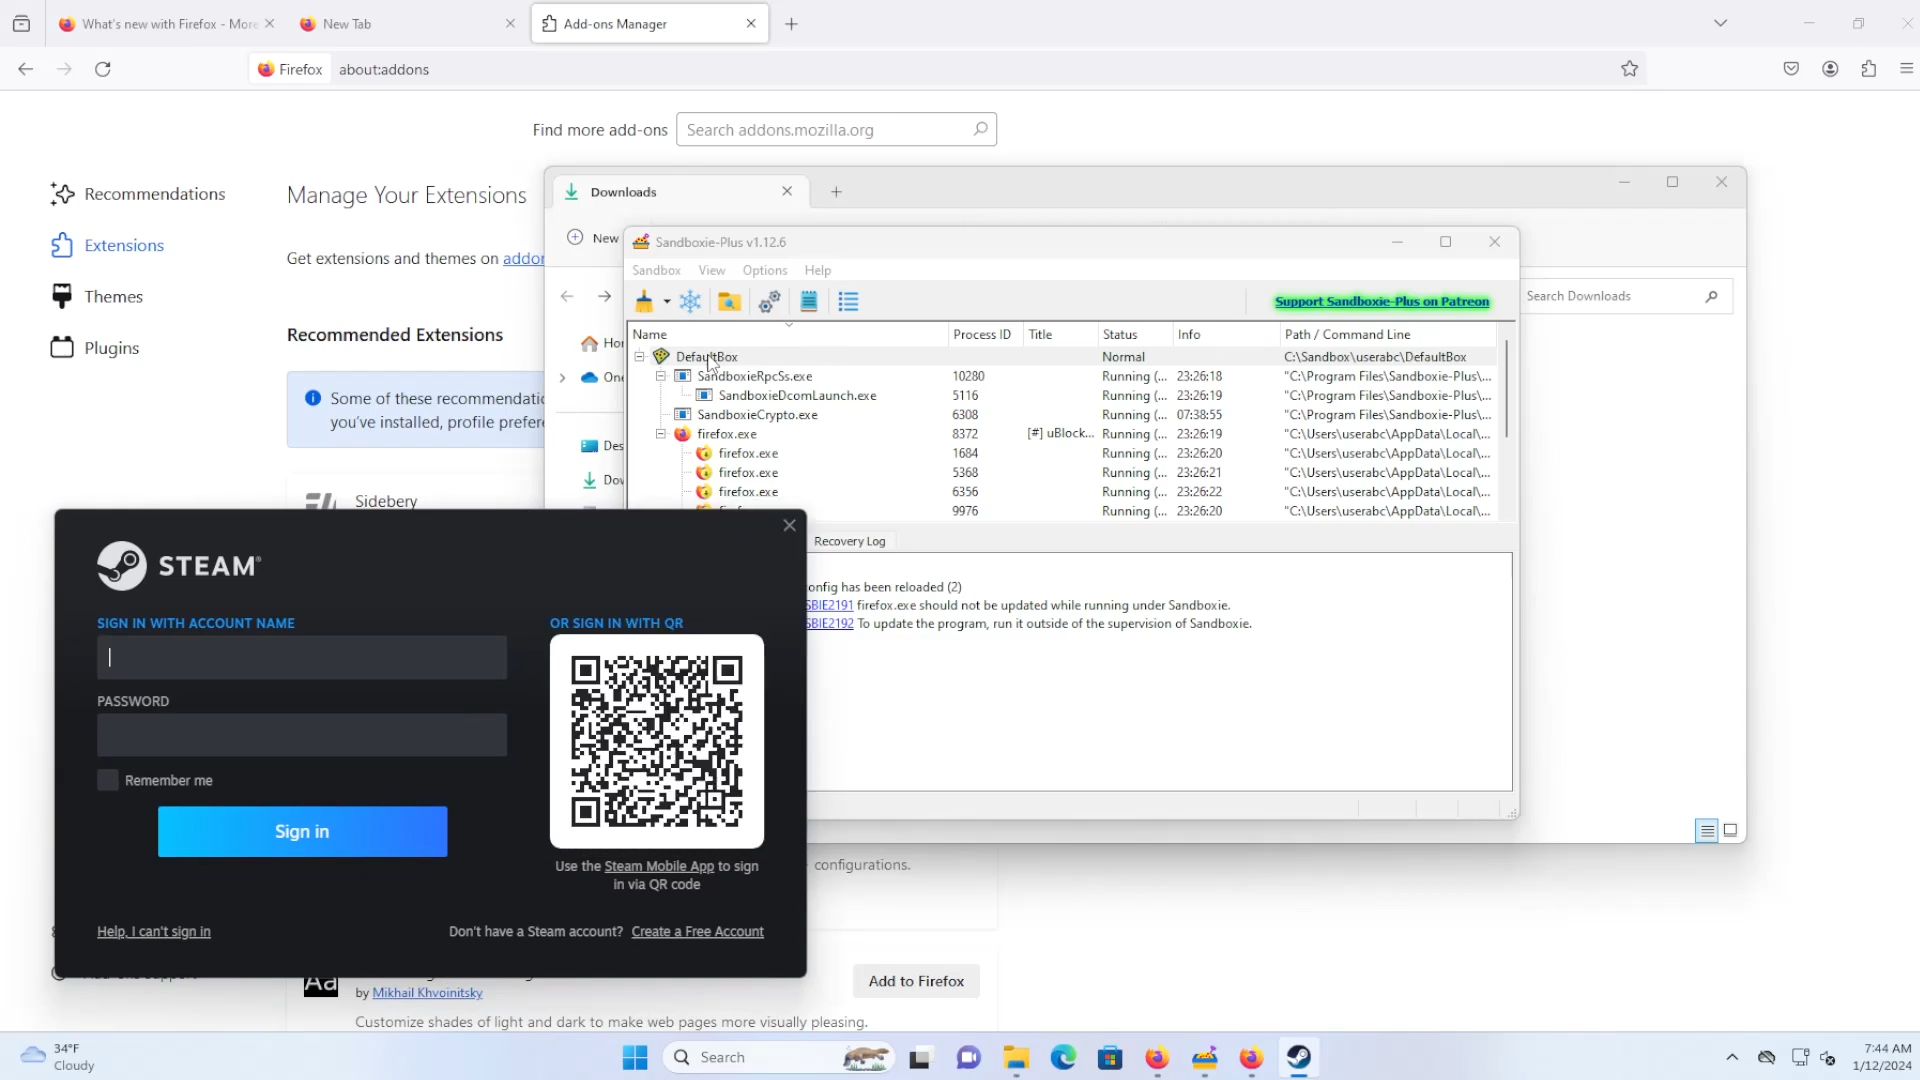 What's new with Firefox - More
New Tab
Add-ons Manager
Firefox
about:addons
Find more add-ons
Search addons.mozilla.org
Recommendations
Extensions
Themes
Plugins
Manage Your Extensions
Get extensions and themes on addon
Recommended Extensions
Some of these recommendatio
you've installed, profile prefere
Sidebery
Downloads
New
Search Downloads
Sandboxie-Plus v1.12.6
Sandbox View Options Help
Support Sandboxie-Plus on Patreon
Name Process ID Title Status Info Path / Command Line
DefaultBox Normal C:\Sandbox\userabc\DefaultBox
SandboxieRpcSs.exe 10280 Running (... 23:26:18 "C:\Program Files\Sandboxie-Plus\...
SandboxieDcomLaunch.exe 5116 Running (... 23:26:19 "C:\Program Files\Sandboxie-Plus\...
SandboxieCrypto.exe 6308 Running (... 07:38:55 "C:\Program Files\Sandboxie-Plus\...
firefox.exe 8372 [#] uBlock... Running (... 23:26:19 "C:\Users\userabc\AppData\Local\...
firefox.exe 1684 Running (... 23:26:20 "C:\Users\userabc\AppData\Local\...
firefox.exe 5368 Running (... 23:26:21 "C:\Users\userabc\AppData\Local\...
firefox.exe 6356 Running (... 23:26:22 "C:\Users\userabc\AppData\Local\...
9976 Running (... 23:26:20 "C:\Users\userabc\AppData\Local\...
Recovery Log
onfig has been reloaded (2)
SBIE2191 firefox.exe should not be updated while running under Sandboxie.
SBIE2192 To update the program, run it outside of the supervision of Sandboxie.
STEAM®
SIGN IN WITH ACCOUNT NAME
PASSWORD
Remember me
Sign in
OR SIGN IN WITH QR
Use the Steam Mobile App to sign
in via QR code
Help, I can't sign in
Don't have a Steam account? Create a Free Account
configurations.
Aa
by Mikhail Khvoinitsky
Add to Firefox
Customize shades of light and dark to make web pages more visually pleasing.
34°F
Cloudy
Search
7:44 AM
1/12/2024